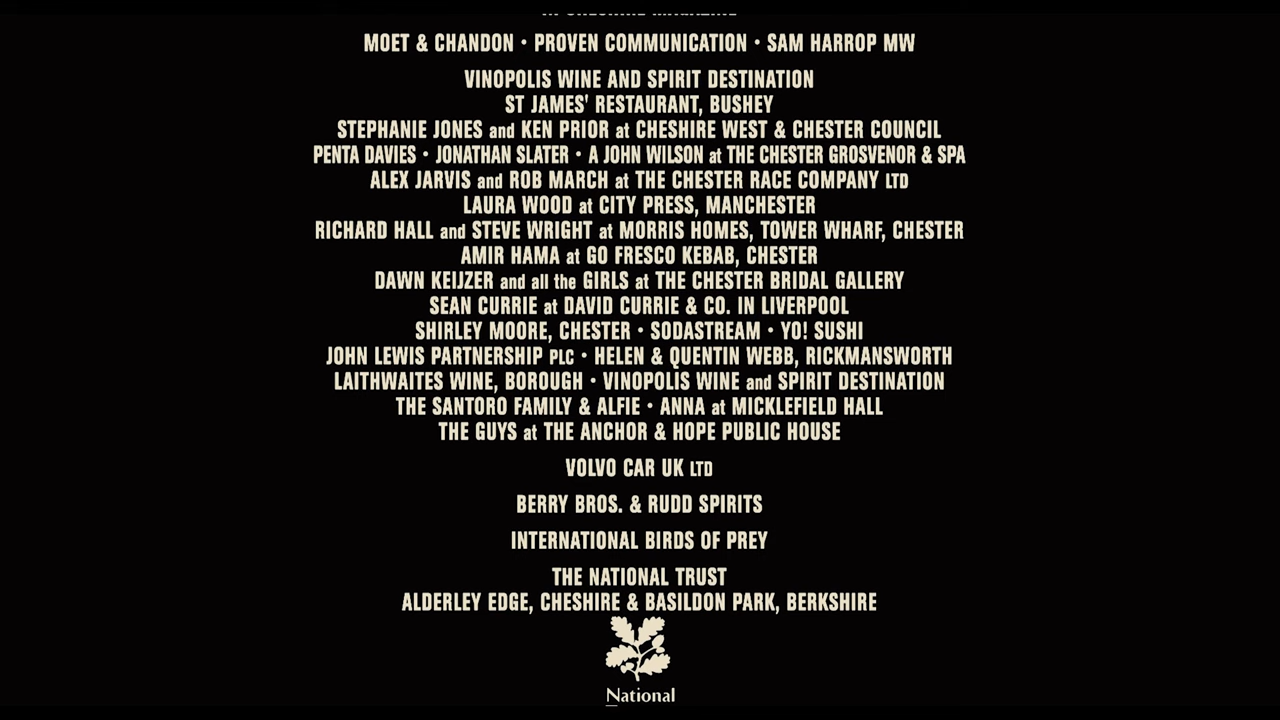 MOET & CHANDON • PROVEN COMMUNICATION • SAM HARROP MW
VINOPOLIS WINE AND SPIRIT DESTINATION
ST JAMES' RESTAURANT, BUSHEY
STEPHANIE JONES and KEN PRIOR at CHESHIRE WEST & CHESTER COUNCIL
PENTA DAVIES • JONATHAN SLATER • A JOHN WILSON at THE CHESTER GROSVENOR & SPA
ALEX JARVIS and ROB MARCH at THE CHESTER RACE COMPANY LTD
LAURA WOOD at CITY PRESS, MANCHESTER
RICHARD HALL and STEVE WRIGHT at MORRIS HOMES, TOWER WHARF, CHESTER
AMIR HAMA at GO FRESCO KEBAB, CHESTER
DAWN KEIJZER and all the GIRLS at THE CHESTER BRIDAL GALLERY
SEAN CURRIE at DAVID CURRIE & CO. IN LIVERPOOL
SHIRLEY MOORE, CHESTER • SODASTREAM • YO! SUSHI
JOHN LEWIS PARTNERSHIP PLC • HELEN & QUENTIN WEBB, RICKMANSWORTH
LAITHWAITES WINE, BOROUGH • VINOPOLIS WINE and SPIRIT DESTINATION
THE SANTORO FAMILY & ALFIE • ANNA at MICKLEFIELD HALL
THE GUYS at THE ANCHOR & HOPE PUBLIC HOUSE
VOLVO CAR UK LTD
BERRY BROS. & RUDD SPIRITS
INTERNATIONAL BIRDS OF PREY
THE NATIONAL TRUST
ALDERLEY EDGE, CHESHIRE & BASILDON PARK, BERKSHIRE
National